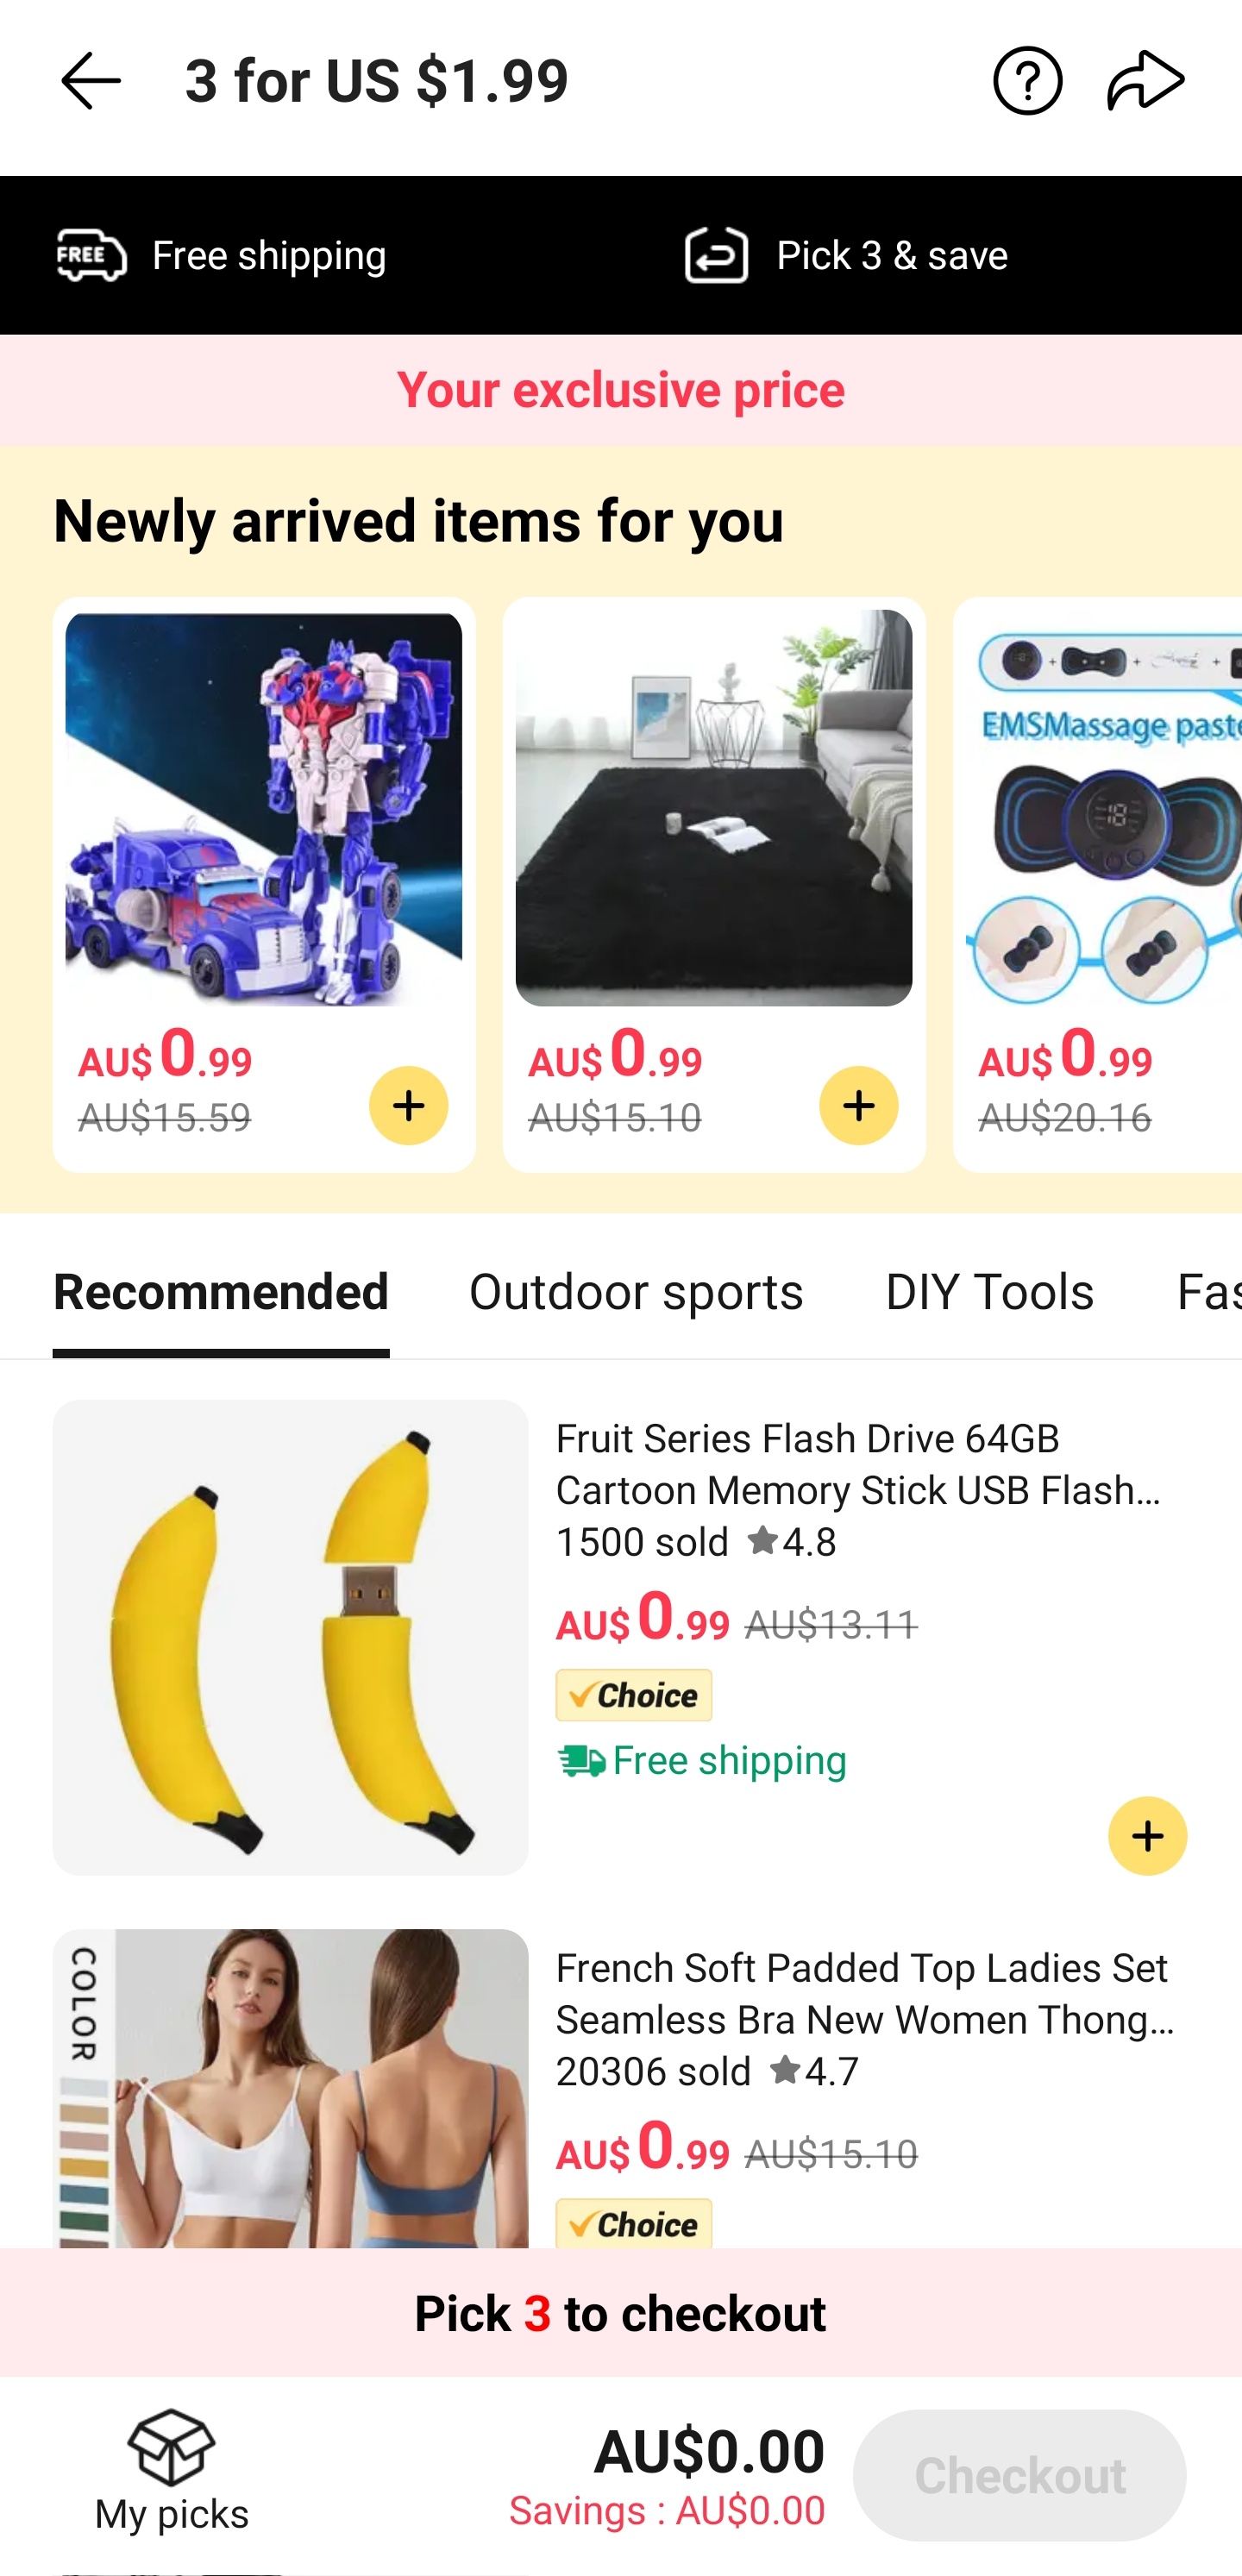 3 for US $1.99
FREE Free shipping
Pick 3 & save
Your exclusive price
Newly arrived items for you
EMSMassage
18
AU$0.99
AU$15.59
AU$0.99
AU$15.10
AU$0.99
AU$20.16
Recommended
Outdoor sports
DIY Tools
Fas
Fruit Series Flash Drive 64GB
Cartoon Memory Stick USB Flash...
1500 sold ★4.8
AU$0.99 AU$13.11
Choice
Free shipping
COLOR
French Soft Padded Top Ladies Set
Seamless Bra New Women Thong...
20306 sold ★4.7
AU$0.99 AU$15.10
Choice
Pick 3 to checkout
My picks
AU$0.00
Savings : AU$0.00
Checkout